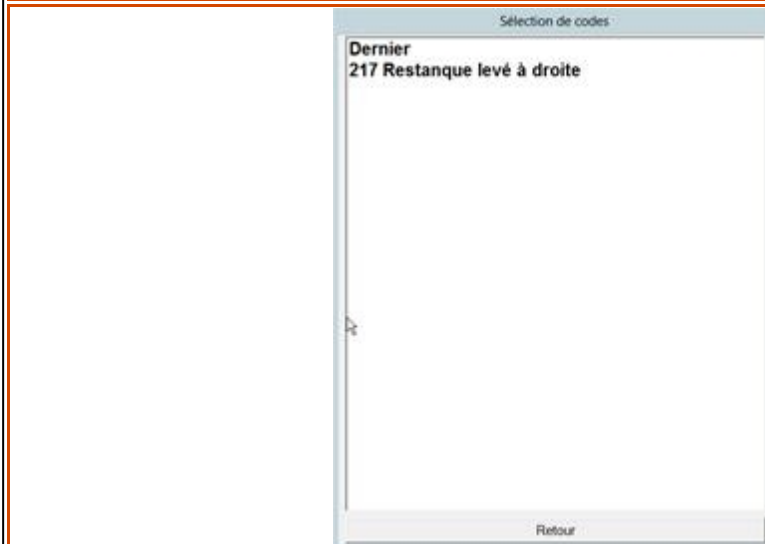 Sélection de codes
Dernier
217 Restanque levé à droite
Retour